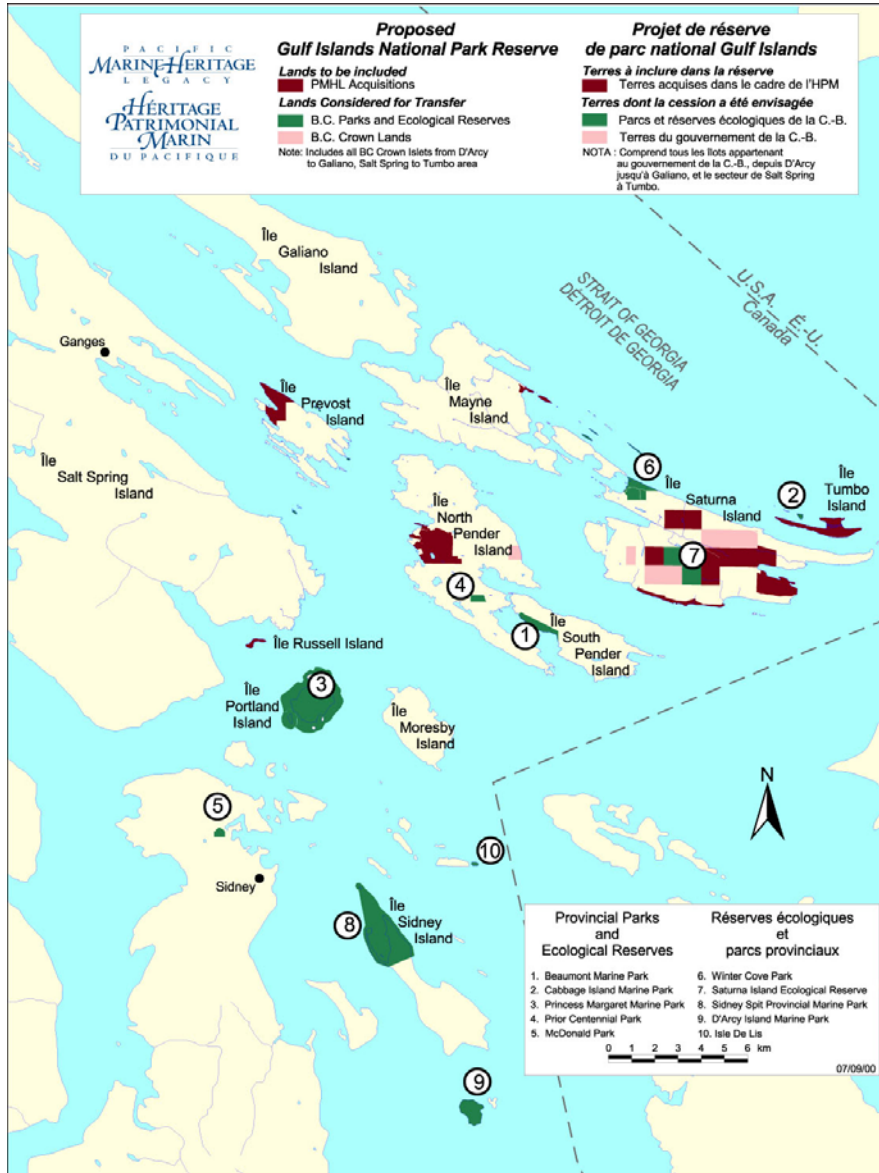 PACIFIC
MARINE HERITAGE
LEGACY
HÉRITAGE
PATRIMONIAL
MARIN
DU PACIFIQUE
Proposed
Gulf Islands National Park Reserve
Lands to be included
PMHL Acquisitions
Lands Considered for Transfer
B.C. Parks and Ecological Reserves
B.C. Crown Lands
Note: Includes all BC Crown Islets from D'Arcy
to Galiano, Salt Spring to Tumbo area
Projet de réserve
de parc national Gulf Islands
Terres à inclure dans la réserve
Terres acquises dans le cadre de l'HPM
Terres dont la cession a été envisagée
Parcs et réserves écologiques de la C.-B.
Terres du gouvernement de la C.-B.
NOTA : Comprend tous les îlots appartenant
au gouvernement de la C.-B., depuis D'Arcy
jusqu'à Galiano, et le secteur de Salt Spring
à Tumbo.
Île
Galiano
Island
STRAIT OF GEORGIA
DÉTROIT DE GEORGIA
U.S.A. É.-U.
Canada
Ganges
Île
Prevost
Island
Île
Mayne
Island
Île
Salt Spring
Island
6
Île
Saturna
Island
2
Île
Tumbo
Island
Île
North
Pender
Island
7
4
1
Île
South
Pender
Island
Île Russell Island
3
Île
Portland
Island
Île
Moresby
Island
N
5
10
Sidney
8
Île
Sidney
Island
9
Provincial Parks
and
Ecological Reserves
1. Beaumont Marine Park
2. Cabbage Island Marine Park
3. Princess Margaret Marine Park
4. Prior Centennial Park
5. McDonald Park
Réserves écologiques
et
parcs provinciaux
6. Winter Cove Park
7. Saturna Island Ecological Reserve
8. Sidney Spit Provincial Marine Park
9. D'Arcy Island Marine Park
10. Isle De Lis
0 1 2 3 4 5 6 km
07/09/00